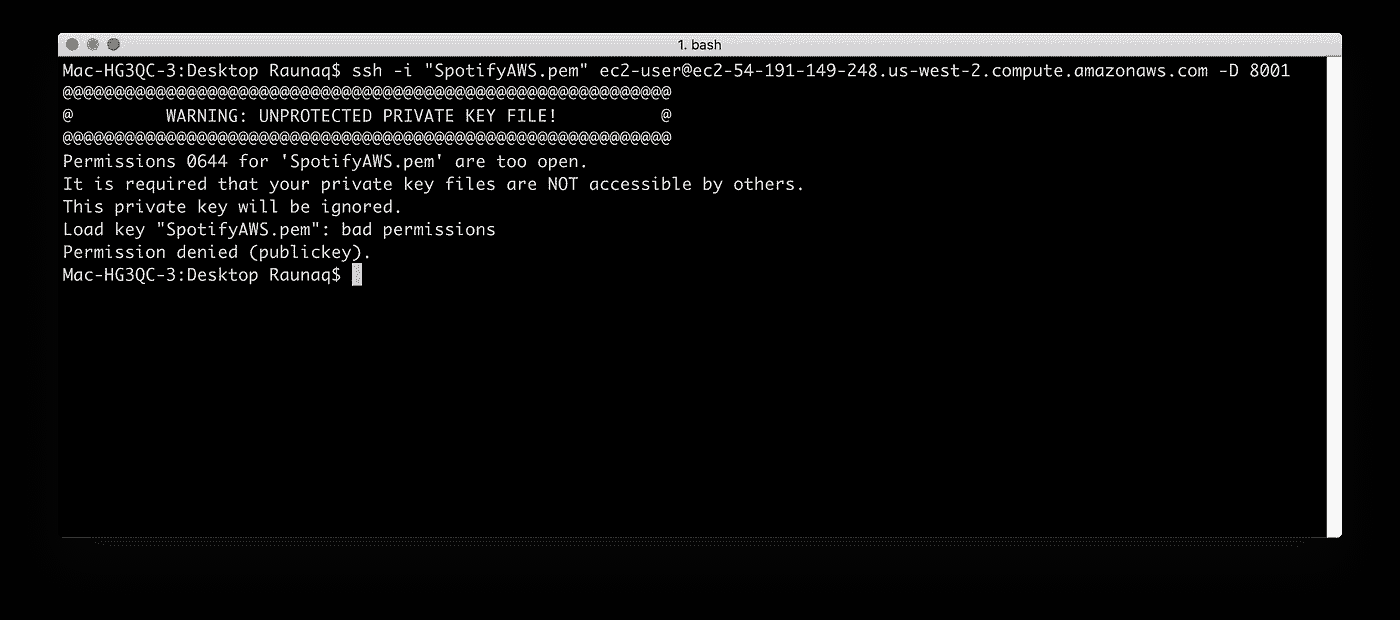 1. bash
Mac-HG3QC-3:Desktop Raunaq$ ssh -i "SpotifyAWS.pem" ec2-user@ec2-54-191-149-248.us-west-2.compute.amazonaws.com -D 8001
@@@@@@@@@@@@@@@@@@@@@@@@@@@@@@@@@@@@@@@@@@@@@@@@@@@@@@@@@@@
@         WARNING: UNPROTECTED PRIVATE KEY FILE!          @
@@@@@@@@@@@@@@@@@@@@@@@@@@@@@@@@@@@@@@@@@@@@@@@@@@@@@@@@@@@
Permissions 0644 for 'SpotifyAWS.pem' are too open.
It is required that your private key files are NOT accessible by others.
This private key will be ignored.
Load key "SpotifyAWS.pem": bad permissions
Permission denied (publickey).
Mac-HG3QC-3:Desktop Raunaq$